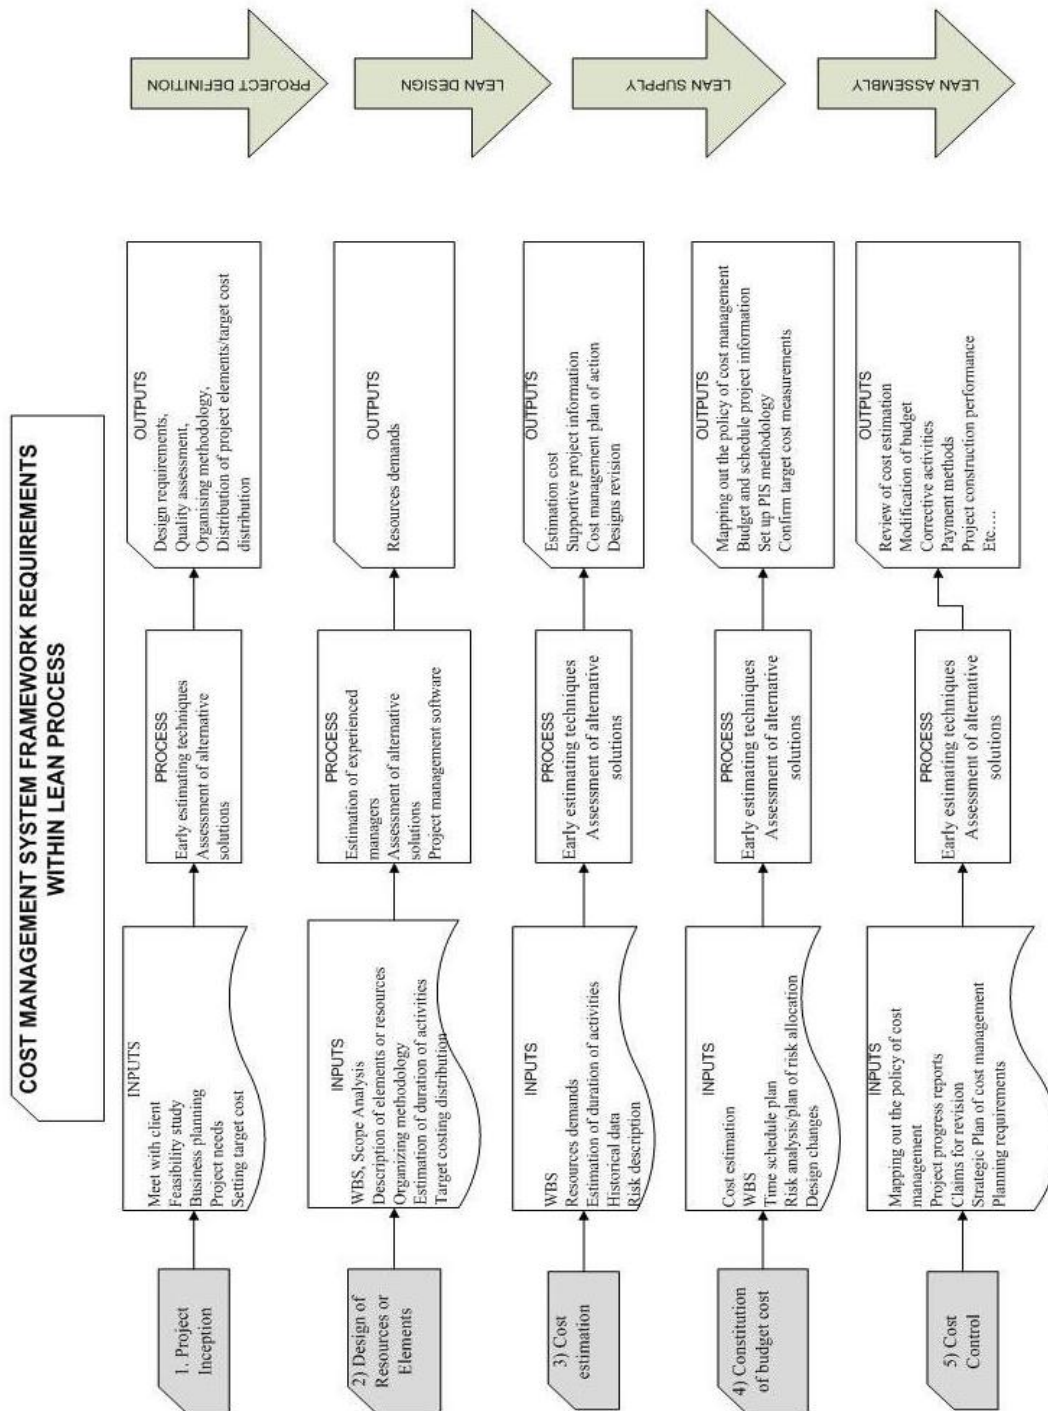 COST MANAGEMENT SYSTEM FRAMEWORK REQUIREMENTS
WITHIN LEAN PROCESS
1. Project
Inception
INPUTS
Meet with client
Feasibility study
Business planning
Project needs
Setting target cost
PROCESS
Early estimating techniques
Assessment of alternative
solutions
OUTPUTS
Design requirements,
Quality assessment,
Organising methodology,
Distribution of project elements/target cost
distribution
PROJECT DEFINITION
2) Design of
Resources or
Elements
INPUTS
WBS, Scope Analysis
Description of elements or resources
Organizing methodology
Estimation of duration of activities
Target costing distribution
PROCESS
Estimation of experienced
managers
Assessment of alternative
solutions
Project management software
OUTPUTS
Resources demands
LEAN DESIGN
3) Cost
estimation
INPUTS
WBS
Resources demands
Estimation of duration of activities
Historical data
Risk description
PROCESS
Early estimating techniques
Assessment of alternative
solutions
OUTPUTS
Estimation cost
Supportive project information
Cost management plan of action
Designs revision
LEAN SUPPLY
4) Constitution
of budget cost
INPUTS
Cost estimation
WBS
Time schedule plan
Risk analysis/plan of risk allocation
Design changes
PROCESS
Early estimating techniques
Assessment of alternative
solutions
OUTPUTS
Mapping out the policy of cost management
Budget and schedule project information
Set up PIS methodology
Confirm target cost measurements
LEAN ASSEMBLY
5) Cost
Control
INPUTS
Mapping out the policy of cost
management
Project progress reports
Claims for revision
Strategic Plan of cost management
Planning requirements
PROCESS
Early estimating techniques
Assessment of alternative
solutions
OUTPUTS
Review of cost estimation
Modification of budget
Corrective activities
Payment methods
Project construction performance
Etc....